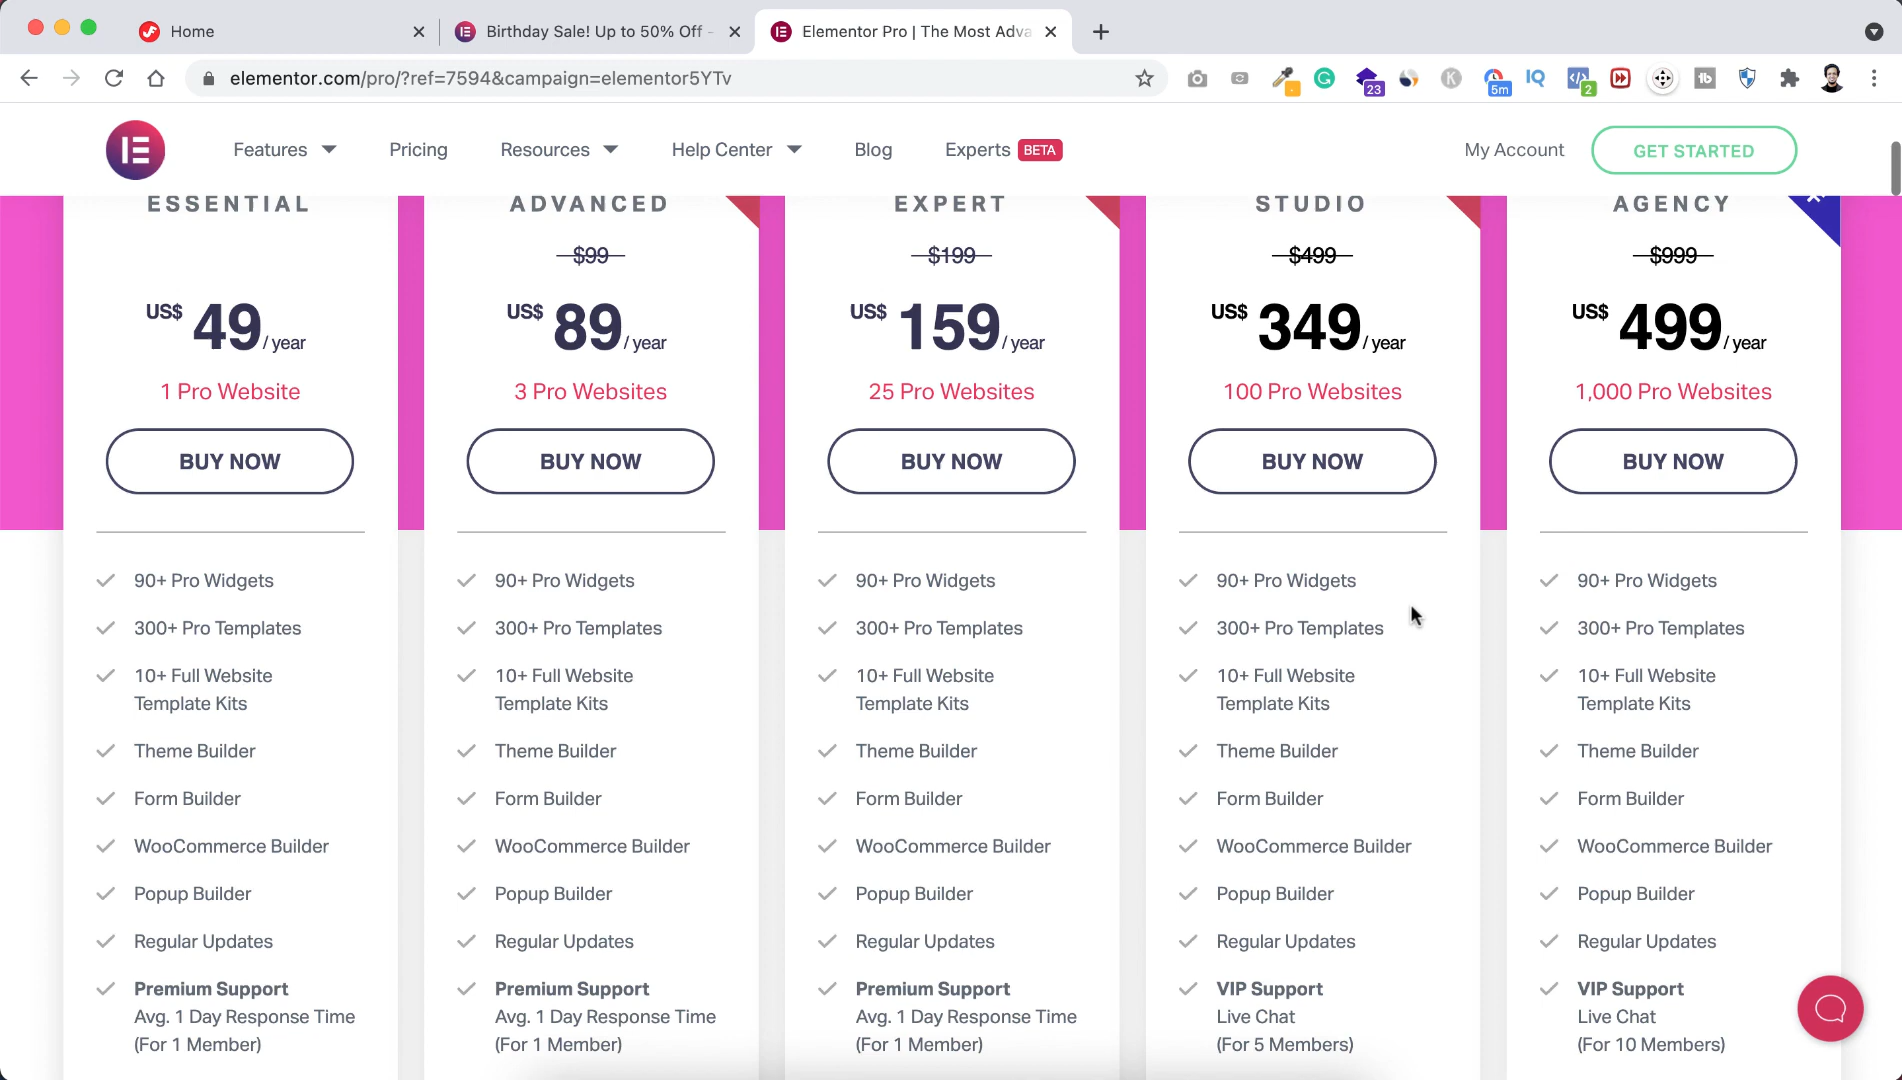 Home
Birthday Sale! Up to 50% Off -
Elementor Pro | The Most Adva
elementor.com/pro/?ref=7594&campaign=elementor5YTv
23
5m
IQ
2
Features
Pricing
Resources
Help Center
Blog
Experts BETA
My Account
GET STARTED
ESSENTIAL
US$ 49 / year
1 Pro Website
BUY NOW
90+ Pro Widgets
300+ Pro Templates
10+ Full Website
Template Kits
Theme Builder
Form Builder
WooCommerce Builder
Popup Builder
Regular Updates
Premium Support
Avg. 1 Day Response Time
(For 1 Member)
ADVANCED
$99
US$ 89 / year
3 Pro Websites
BUY NOW
90+ Pro Widgets
300+ Pro Templates
10+ Full Website
Template Kits
Theme Builder
Form Builder
WooCommerce Builder
Popup Builder
Regular Updates
Premium Support
Avg. 1 Day Response Time
(For 1 Member)
EXPERT
$199
US$ 159 / year
25 Pro Websites
BUY NOW
90+ Pro Widgets
300+ Pro Templates
10+ Full Website
Template Kits
Theme Builder
Form Builder
WooCommerce Builder
Popup Builder
Regular Updates
Premium Support
Avg. 1 Day Response Time
(For 1 Member)
STUDIO
$499
US$ 349 / year
100 Pro Websites
BUY NOW
90+ Pro Widgets
300+ Pro Templates
10+ Full Website
Template Kits
Theme Builder
Form Builder
WooCommerce Builder
Popup Builder
Regular Updates
VIP Support
Live Chat
(For 5 Members)
AGENCY
$999
US$ 499 / year
1,000 Pro Websites
BUY NOW
90+ Pro Widgets
300+ Pro Templates
10+ Full Website
Template Kits
Theme Builder
Form Builder
WooCommerce Builder
Popup Builder
Regular Updates
VIP Support
Live Chat
(For 10 Members)